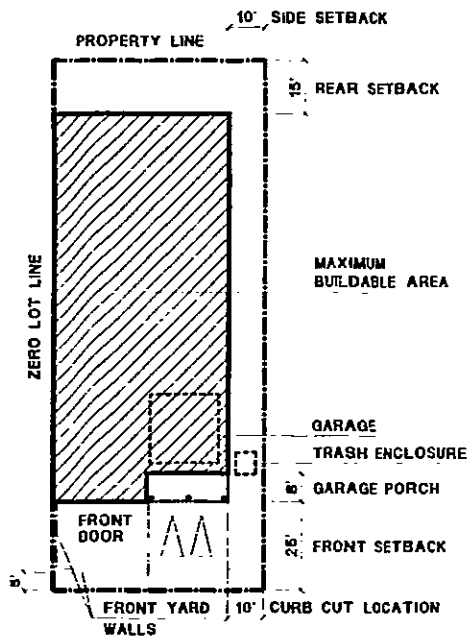 10' SIDE SETBACK
PROPERTY LINE
15' REAR SETBACK
ZERO LOT LINE
MAXIMUM
BUILDABLE AREA
GARAGE
TRASH ENCLOSURE
8' GARAGE PORCH
FRONT
DOOR
25' FRONT SETBACK
FRONT YARD
WALLS
10' CURB CUT LOCATION